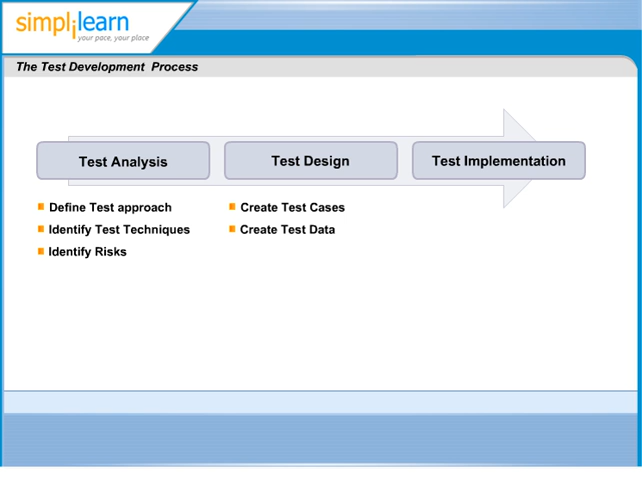 simplilearn
your pace, your place
The Test Development Process
Test Analysis
Test Design
Test Implementation
Define Test approach
Identify Test Techniques
Identify Risks
Create Test Cases
Create Test Data